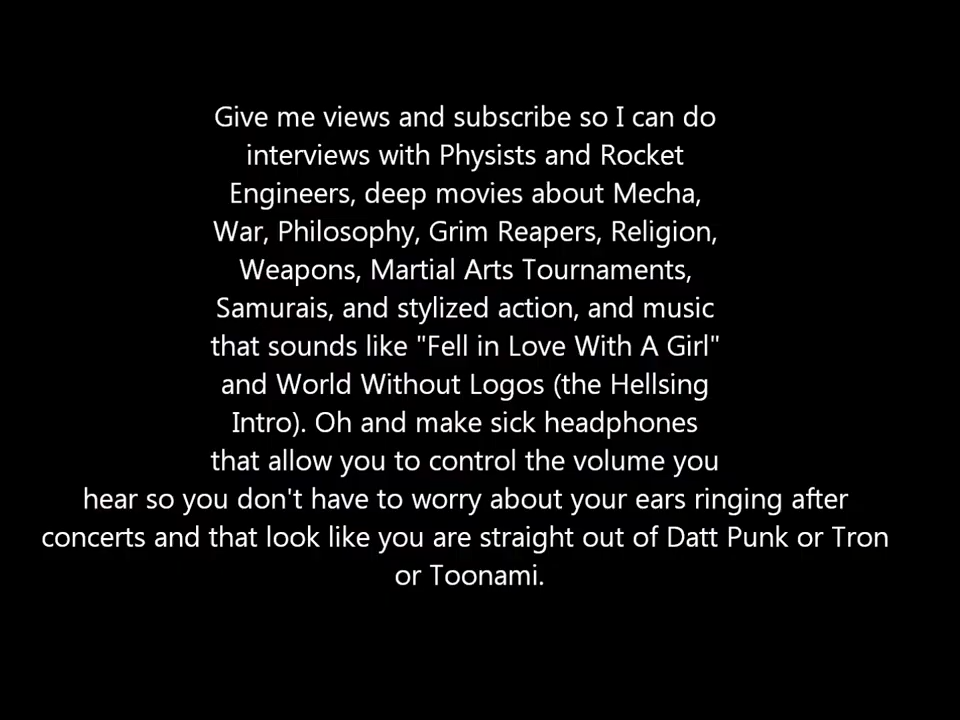 Give me views and subscribe so I can do
interviews with Physists and Rocket
Engineers, deep movies about Mecha,
War, Philosophy, Grim Reapers, Religion,
Weapons, Martial Arts Tournaments,
Samurais, and stylized action, and music
that sounds like "Fell in Love With A Girl"
and World Without Logos (the Hellsing
Intro). Oh and make sick headphones
that allow you to control the volume you
hear so you don't have to worry about your ears ringing after
concerts and that look like you are straight out of Datt Punk or Tron
or Toonami.